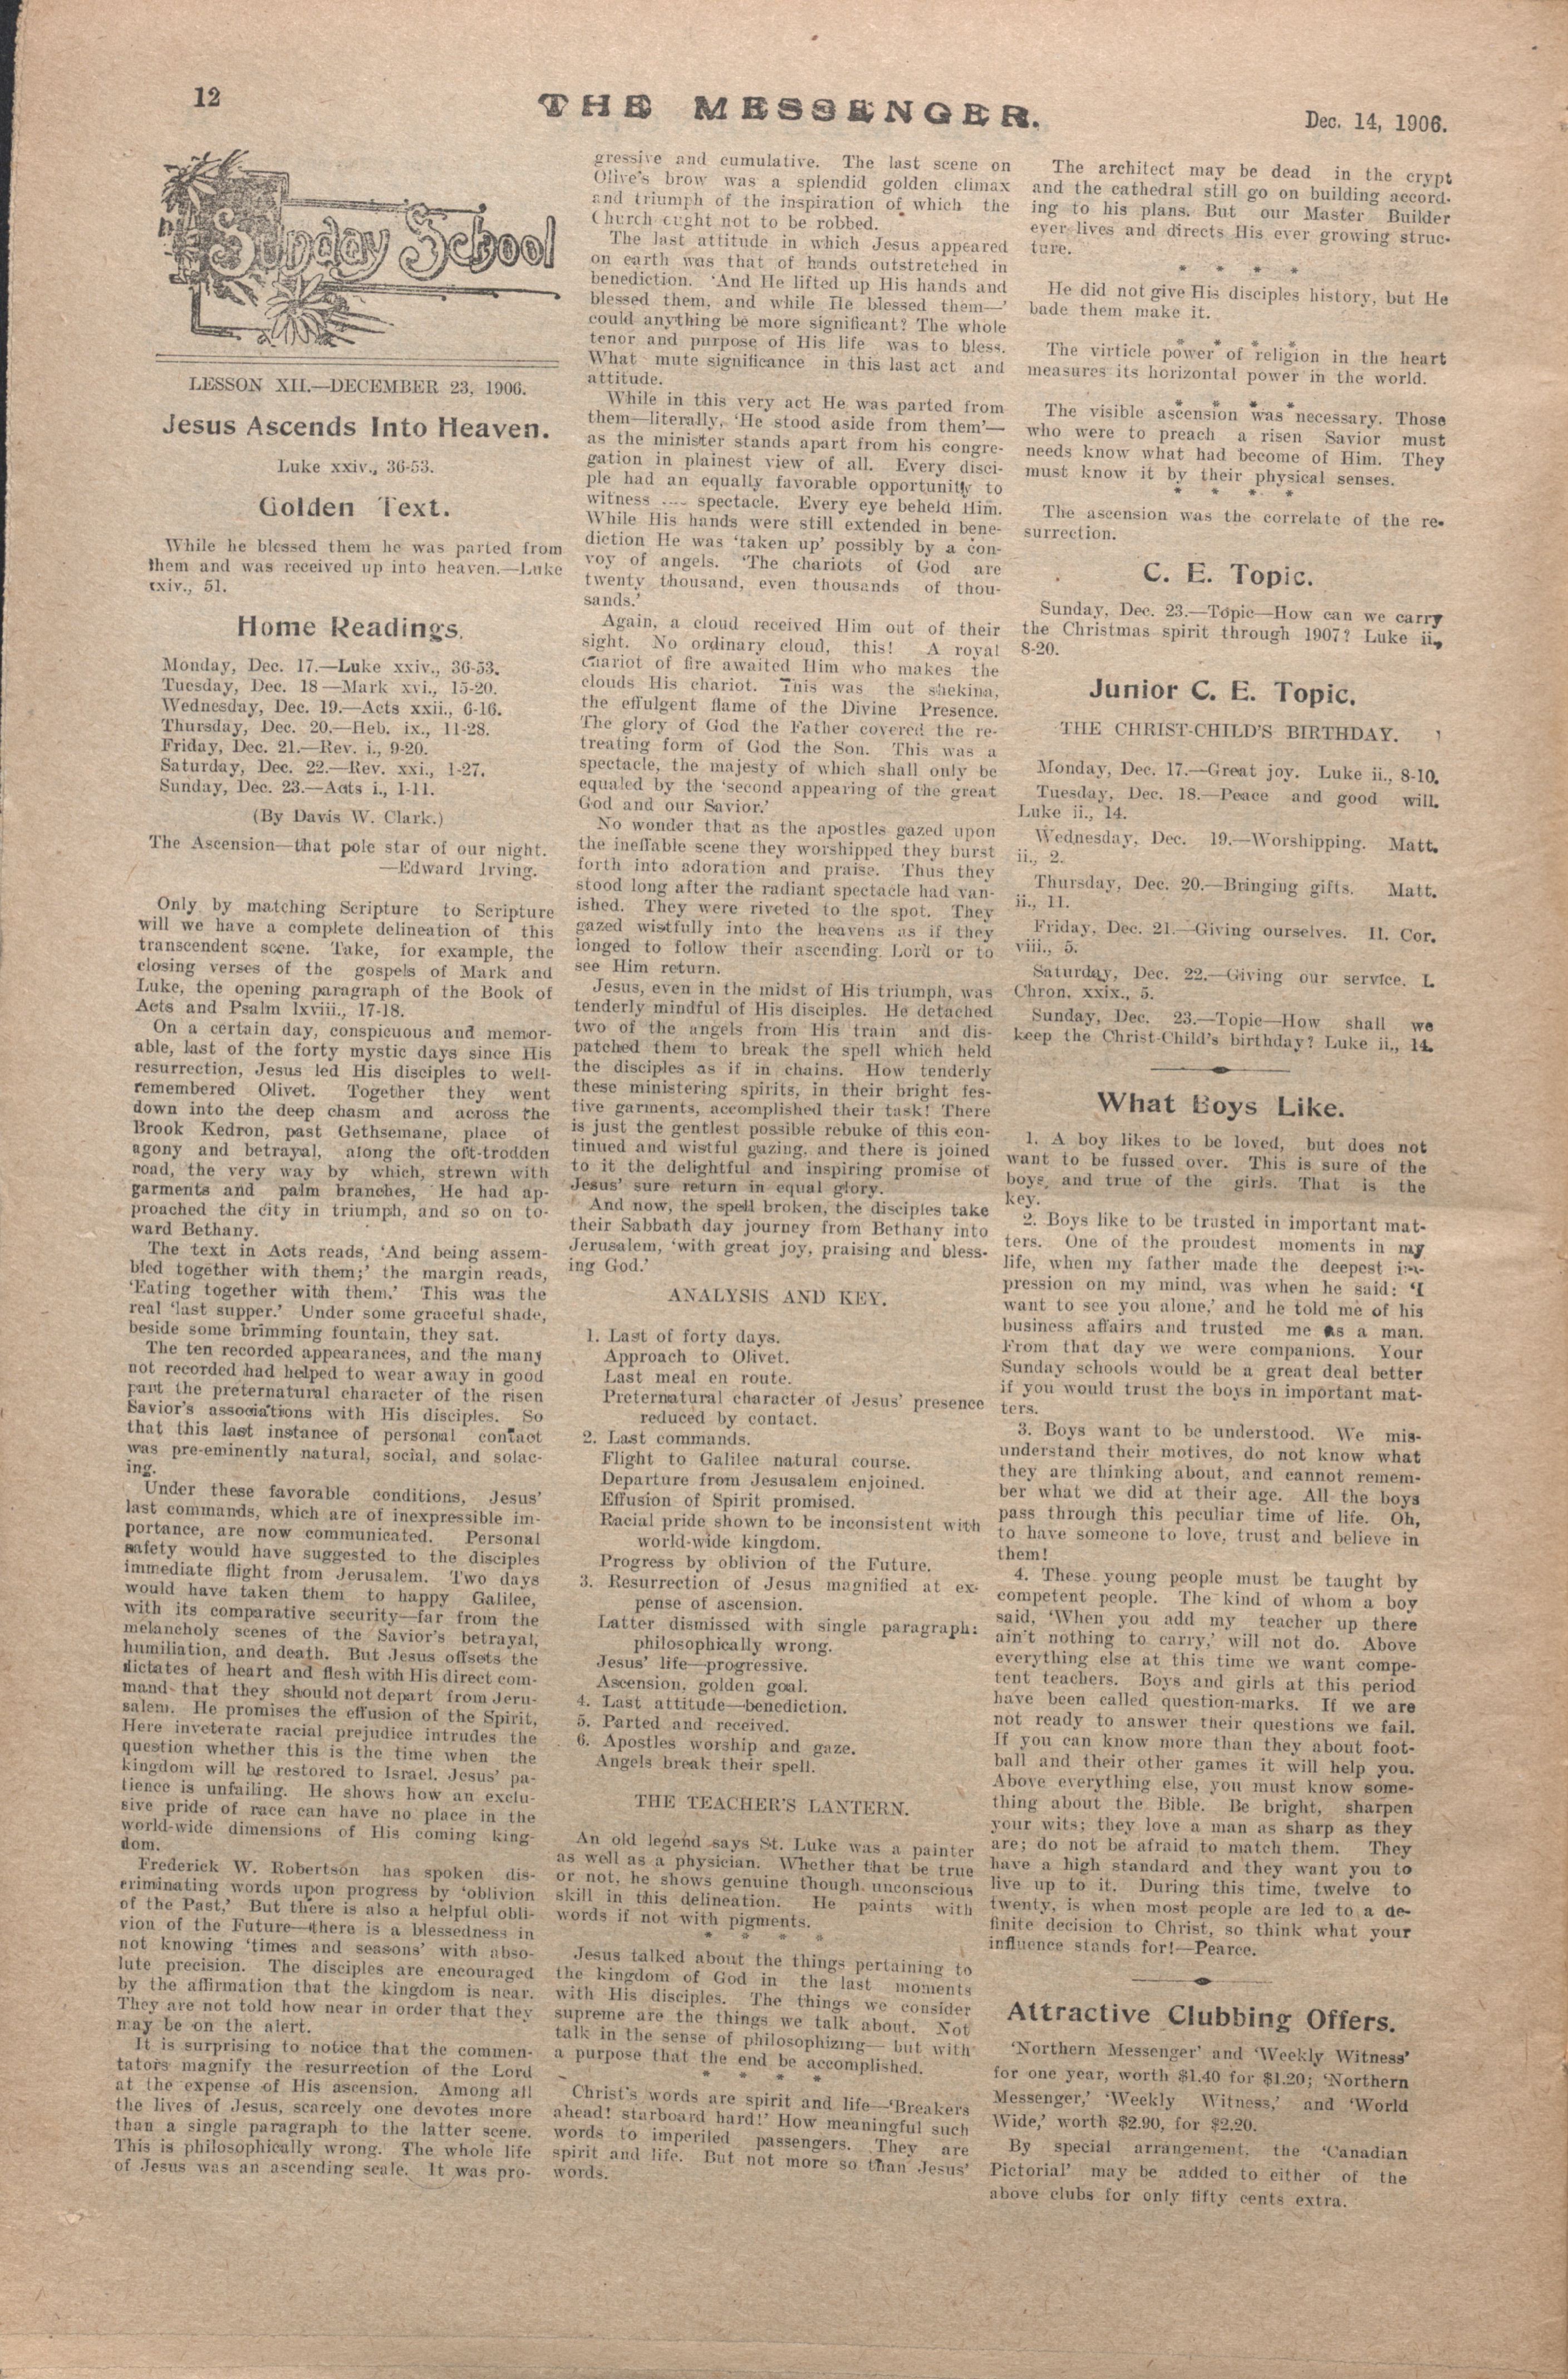 12
THE MESSENGER.
Dec. 14, 1906.
Sunday School
LESSON XII.—DECEMBER 23, 1906.
Jesus Ascends Into Heaven.
Luke xxiv., 36-53.
Golden Text.
While he blessed them he was parted from
them and was received up into heaven.—Luke
xxiv., 51.
Home Readings.
Monday, Dec. 17.—Luke xxiv., 36-53.
Tuesday, Dec. 18—Mark xvi., 15-20.
Wednesday, Dec. 19.—Acts xxii., 6-16.
Thursday, Dec. 20.—Heb. ix., 11-28.
Friday, Dec. 21.—Rev. i., 9-20.
Saturday, Dec. 22.—Rev. xxi., 1-27.
Sunday, Dec. 23.—Acts i., 1-11.
(By Davis W. Clark.)
The Ascension—that pole star of our night.
—Edward Irving.
Only by matching Scripture to Scripture
will we have a complete delineation of this
transcendent scene. Take, for example, the
closing verses of the gospels of Mark and
Luke, the opening paragraph of the Book of
Acts and Psalm lxviii., 17-18.
On a certain day, conspicuous and memor-
able, last of the forty mystic days since His
resurrection, Jesus led His disciples to well-
remembered Olivet. Together they went
down into the deep chasm and across the
Brook Kedron, past Gethsemane, place of
agony and betrayal, along the oft-trodden
road, the very way by which, strewn with
garments and palm branches, He had ap-
proached the city in triumph, and so on to-
ward Bethany.
The text in Acts reads, 'And being assem-
bled together with them;' the margin reads,
'Eating together with them.' This was the
real 'last supper.' Under some graceful shade,
beside some brimming fountain, they sat.
The ten recorded appearances, and the many
not recorded had helped to wear away in good
part the preternatural character of the risen
Savior's associations with His disciples. So
that this last instance of personal contact
was pre-eminently natural, social, and solac-
ing.
Under these favorable conditions, Jesus'
last commands, which are of inexpressible im-
portance, are now communicated. Personal
safety would have suggested to the disciples
immediate flight from Jerusalem. Two days
would have taken them to happy Galilee,
with its comparative security—far from the
melancholy scenes of the Savior's betrayal,
humiliation, and death. But Jesus offsets the
dictates of heart and flesh with His direct com-
mand that they should not depart from Jeru-
salem. He promises the effusion of the Spirit,
Here inveterate racial prejudice intrudes the
question whether this is the time when the
kingdom will be restored to Israel. Jesus' pa-
tience is unfailing. He shows how an exclu-
sive pride of race can have no place in the
world-wide dimensions of His coming king-
dom.
Frederick W. Robertson has spoken dis-
criminating words upon progress by 'oblivion
of the Past,' But there is also a helpful obli-
vion of the Future—there is a blessedness in
not knowing 'times and seasons' with abso-
lute precision. The disciples are encouraged
by the affirmation that the kingdom is near.
They are not told how near in order that they
may be on the alert.
It is surprising to notice that the commen-
tators magnify the resurrection of the Lord
at the expense of His ascension. Among all
the lives of Jesus, scarcely one devotes more
than a single paragraph to the latter scene.
This is philosophically wrong. The whole life
of Jesus was an ascending scale. It was pro-
gressive and cumulative. The last scene on
Olive's brow was a splendid golden climax
and triumph of the inspiration of which the
Church ought not to be robbed.
The last attitude in which Jesus appeared
on earth was that of hands outstretched in
benediction. 'And He lifted up His hands and
blessed them, and while He blessed them—'
could anything be more significant? The whole
tenor and purpose of His life was to bless.
What mute significance in this last act and
attitude.
While in this very act He was parted from
them—literally, 'He stood aside from them'—
as the minister stands apart from his congre-
gation in plainest view of all. Every disci-
ple had an equally favorable opportunity to
witness spectacle. Every eye beheld Him.
While His hands were still extended in bene-
diction He was 'taken up' possibly by a con-
voy of angels. 'The chariots of God are
twenty thousand, even thousands of thou-
sands.'
Again, a cloud received Him out of their
sight. No ordinary cloud, this! A royal
chariot of fire awaited Him who makes the
clouds His chariot. This was the shekina,
the effulgent flame of the Divine Presence.
The glory of God the Father covered the re-
treating form of God the Son. This was a
spectacle, the majesty of which shall only be
equaled by the 'second appearing of the great
God and our Savior.'
No wonder that as the apostles gazed upon
the ineffable scene they worshipped they burst
forth into adoration and praise. Thus they
stood long after the radiant spectacle had van-
ished. They were riveted to the spot. They
gazed wistfully into the heavens as if they
longed to follow their ascending Lord or to
see Him return.
Jesus, even in the midst of His triumph, was
tenderly mindful of His disciples. He detached
two of the angels from His train and dis-
patched them to break the spell which held
the disciples as if in chains. How tenderly
these ministering spirits, in their bright fes-
tive garments, accomplished their task! There
is just the gentlest possible rebuke of this con-
tinued and wistful gazing, and there is joined
to it the delightful and inspiring promise of
Jesus' sure return in equal glory.
And now, the spell broken, the disciples take
their Sabbath day journey from Bethany into
Jerusalem, 'with great joy, praising and bless-
ing God.'
ANALYSIS AND KEY.
1. Last of forty days.
Approach to Olivet.
Last meal en route.
Preternatural character of Jesus' presence
reduced by contact.
2. Last commands.
Flight to Galilee natural course.
Departure from Jesusalem enjoined.
Effusion of Spirit promised.
Racial pride shown to be inconsistent with
world-wide kingdom.
Progress by oblivion of the Future.
3. Resurrection of Jesus magnified at ex-
pense of ascension.
Latter dismissed with single paragraph:
philosophically wrong.
Jesus' life—progressive.
Ascension, golden goal.
4. Last attitude—benediction.
5. Parted and received.
6. Apostles worship and gaze.
Angels break their spell.
THE TEACHER'S LANTERN.
An old legend says St. Luke was a painter
as well as a physician. Whether that be true
or not, he shows genuine though unconscious
skill in this delineation. He paints with
words if not with pigments.
* * * *
Jesus talked about the things pertaining to
the kingdom of God in the last moments
with His disciples. The things we consider
supreme are the things we talk about. Not
talk in the sense of philosophizing— but with
a purpose that the end be accomplished.
* * * *
Christ's words are spirit and life—'Breakers
ahead! starboard hard!' How meaningful such
words to imperiled passengers. They are
spirit and life. But not more so than Jesus'
words.
The architect may be dead in the crypt
and the cathedral still go on building accord-
ing to his plans. But our Master Builder
ever lives and directs His ever growing struc-
ture.
* * * *
He did not give His disciples history, but He
bade them make it.
* * * *
The virticle power of religion in the heart
measures its horizontal power in the world.
* * * *
The visible ascension was necessary. Those
who were to preach a risen Savior must
needs know what had become of Him. They
must know it by their physical senses.
* * * *
The ascension was the correlate of the re-
surrection.
C. E. Topic.
Sunday, Dec. 23.—Topic—How can we carry
the Christmas spirit through 1907? Luke ii.,
8-20.
Junior C. E. Topic.
THE CHRIST-CHILD'S BIRTHDAY.
Monday, Dec. 17.—Great joy. Luke ii., 8-10.
Tuesday, Dec. 18.—Peace and good will.
Luke ii., 14.
Wednesday, Dec. 19.—Worshipping. Matt.
ii., 2.
Thursday, Dec. 20.—Bringing gifts. Matt.
ii., 11.
Friday, Dec. 21.—Giving ourselves. II. Cor.
viii., 5.
Saturday, Dec. 22.—Giving our service. I.
Chron. xxix., 5.
Sunday, Dec. 23.—Topic—How shall we
keep the Christ-Child's birthday? Luke ii., 14.
What Boys Like.
1. A boy likes to be loved, but does not
want to be fussed over. This is sure of the
boys, and true of the girls. That is the
key.
2. Boys like to be trusted in important mat-
ters. One of the proudest moments in my
life, when my father made the deepest im-
pression on my mind, was when he said: 'I
want to see you alone,' and he told me of his
business affairs and trusted me as a man.
From that day we were companions. Your
Sunday schools would be a great deal better
if you would trust the boys in important mat-
ters.
3. Boys want to be understood. We mis-
understand their motives, do not know what
they are thinking about, and cannot remem-
ber what we did at their age. All the boys
pass through this peculiar time of life. Oh,
to have someone to love, trust and believe in
them!
4. These young people must be taught by
competent people. The kind of whom a boy
said, 'When you add my teacher up there
ain't nothing to carry,' will not do. Above
everything else at this time we want compe-
tent teachers. Boys and girls at this period
have been called question-marks. If we are
not ready to answer their questions we fail.
If you can know more than they about foot-
ball and their other games it will help you.
Above everything else, you must know some-
thing about the Bible. Be bright, sharpen
your wits; they love a man as sharp as they
are; do not be afraid to match them. They
have a high standard and they want you to
live up to it. During this time, twelve to
twenty, is when most people are led to a de-
finite decision to Christ, so think what your
influence stands for!—Pearce.
Attractive Clubbing Offers.
'Northern Messenger' and 'Weekly Witness'
for one year, worth $1.40 for $1.20; 'Northern
Messenger,' 'Weekly Witness,' and 'World
Wide,' worth $2.90, for $2.20.
By special arrangement, the 'Canadian
Pictorial' may be added to either of the
above clubs for only fifty cents extra.